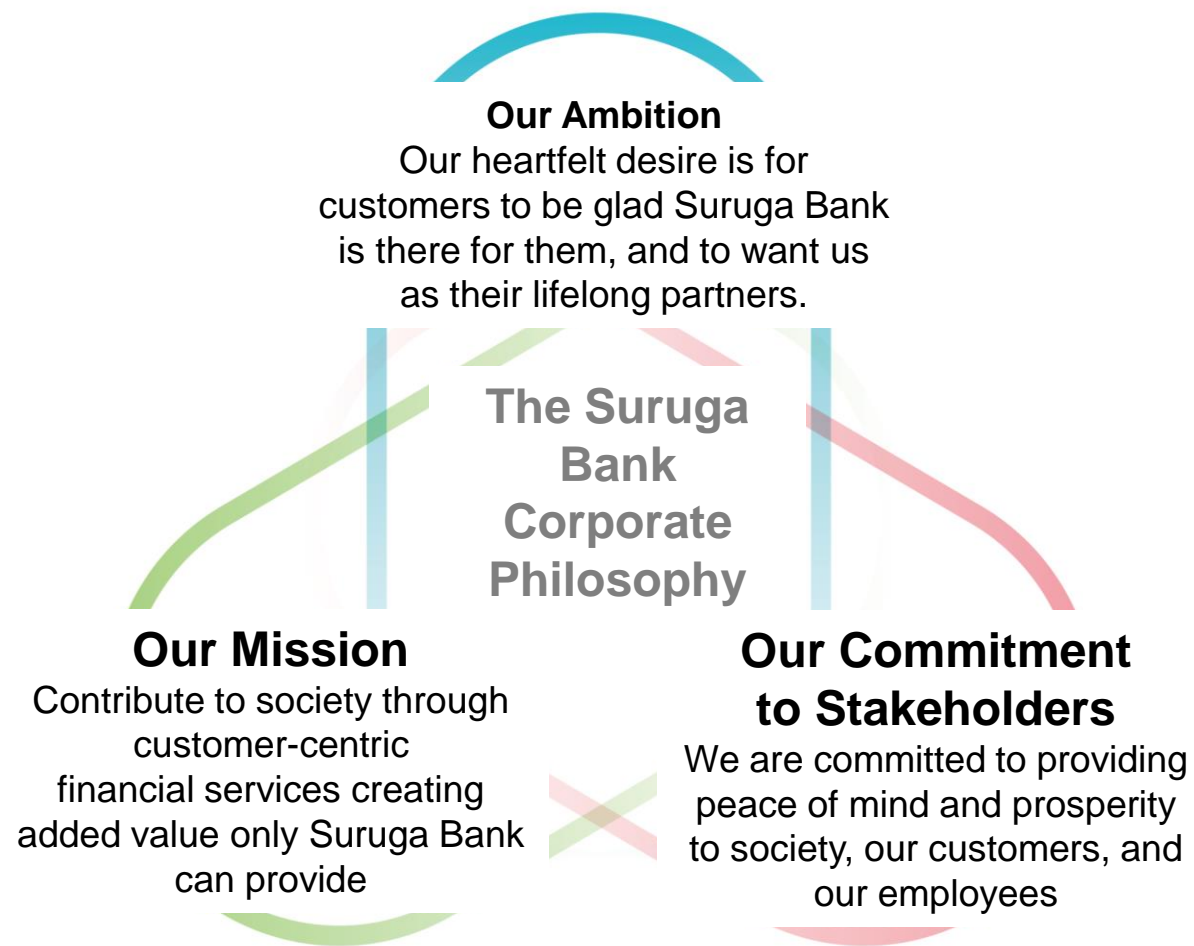 Our Ambition
Our heartfelt desire is for
customers to be glad Suruga Bank
is there for them, and to want us
as their lifelong partners.
The Suruga
Bank
Corporate
Philosophy
Our Mission
Contribute to society through
customer-centric
financial services creating
added value only Suruga Bank
can provide
Our Commitment
to Stakeholders
We are committed to providing
peace of mind and prosperity
to society, our customers, and
our employees